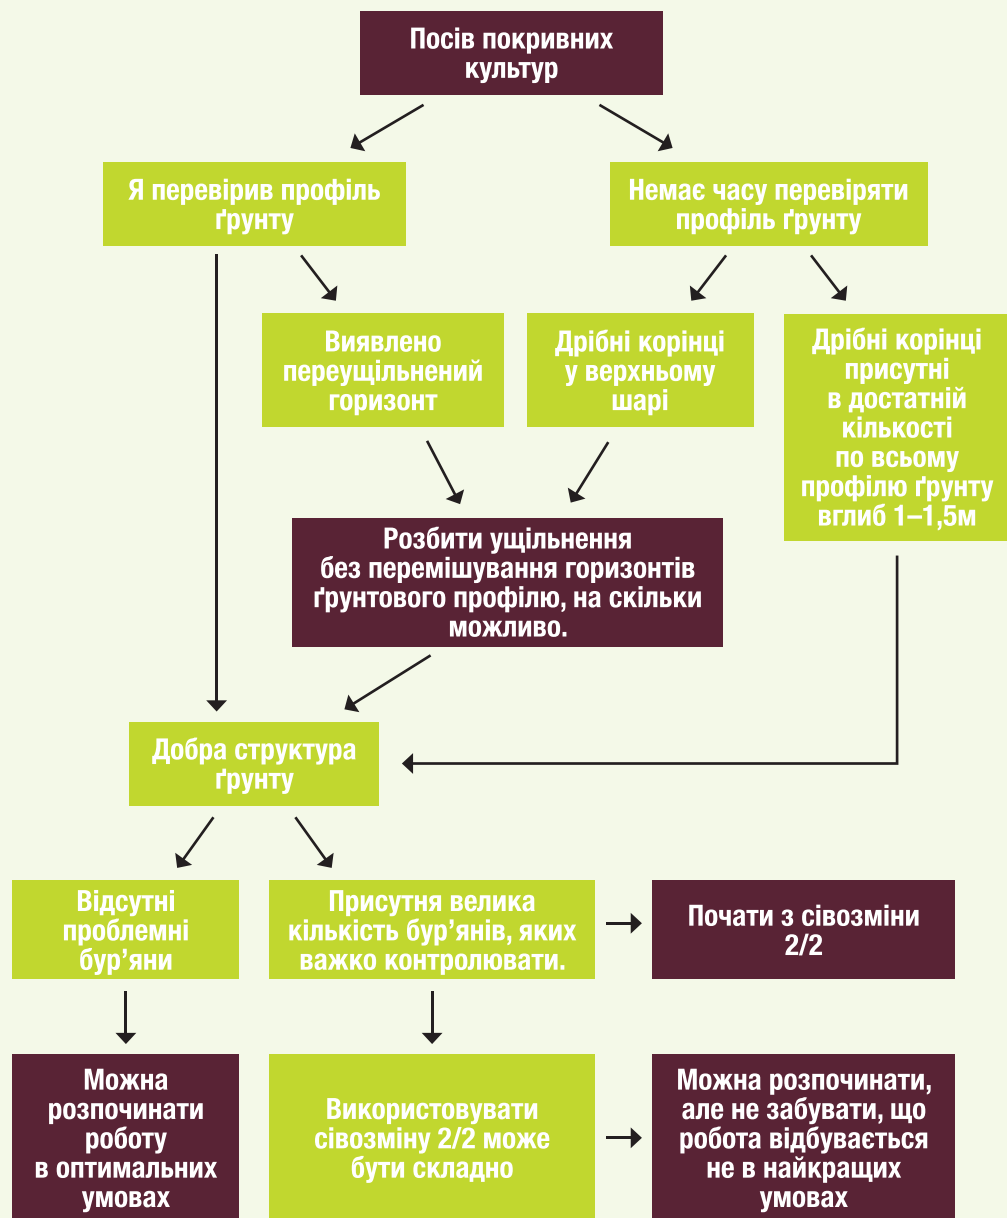 Посів покривних
культур
Я перевірив профіль
ґрунту
Немає часу перевіряти
профіль ґрунту
Виявлено
переущільнений
горизонт
Дрібні корінці
у верхньому
шарі
Дрібні корінці
присутні
в достатній
кількості
по всьому
профілю ґрунту
вглиб 1–1,5м
Розбити ущільнення
без перемішування горизонтів
ґрунтового профілю, на скільки
можливо.
Добра структура
ґрунту
Відсутні
проблемні
бур’яни
Присутня велика
кількість бур’янів, яких
важко контролювати.
Почати з сівозміни
2/2
Можна
розпочинати
роботу
в оптимальних
умовах
Використовувати
сівозміну 2/2 може
бути складно
Можна розпочинати,
але не забувати, що
робота відбувається
не в найкращих
умовах